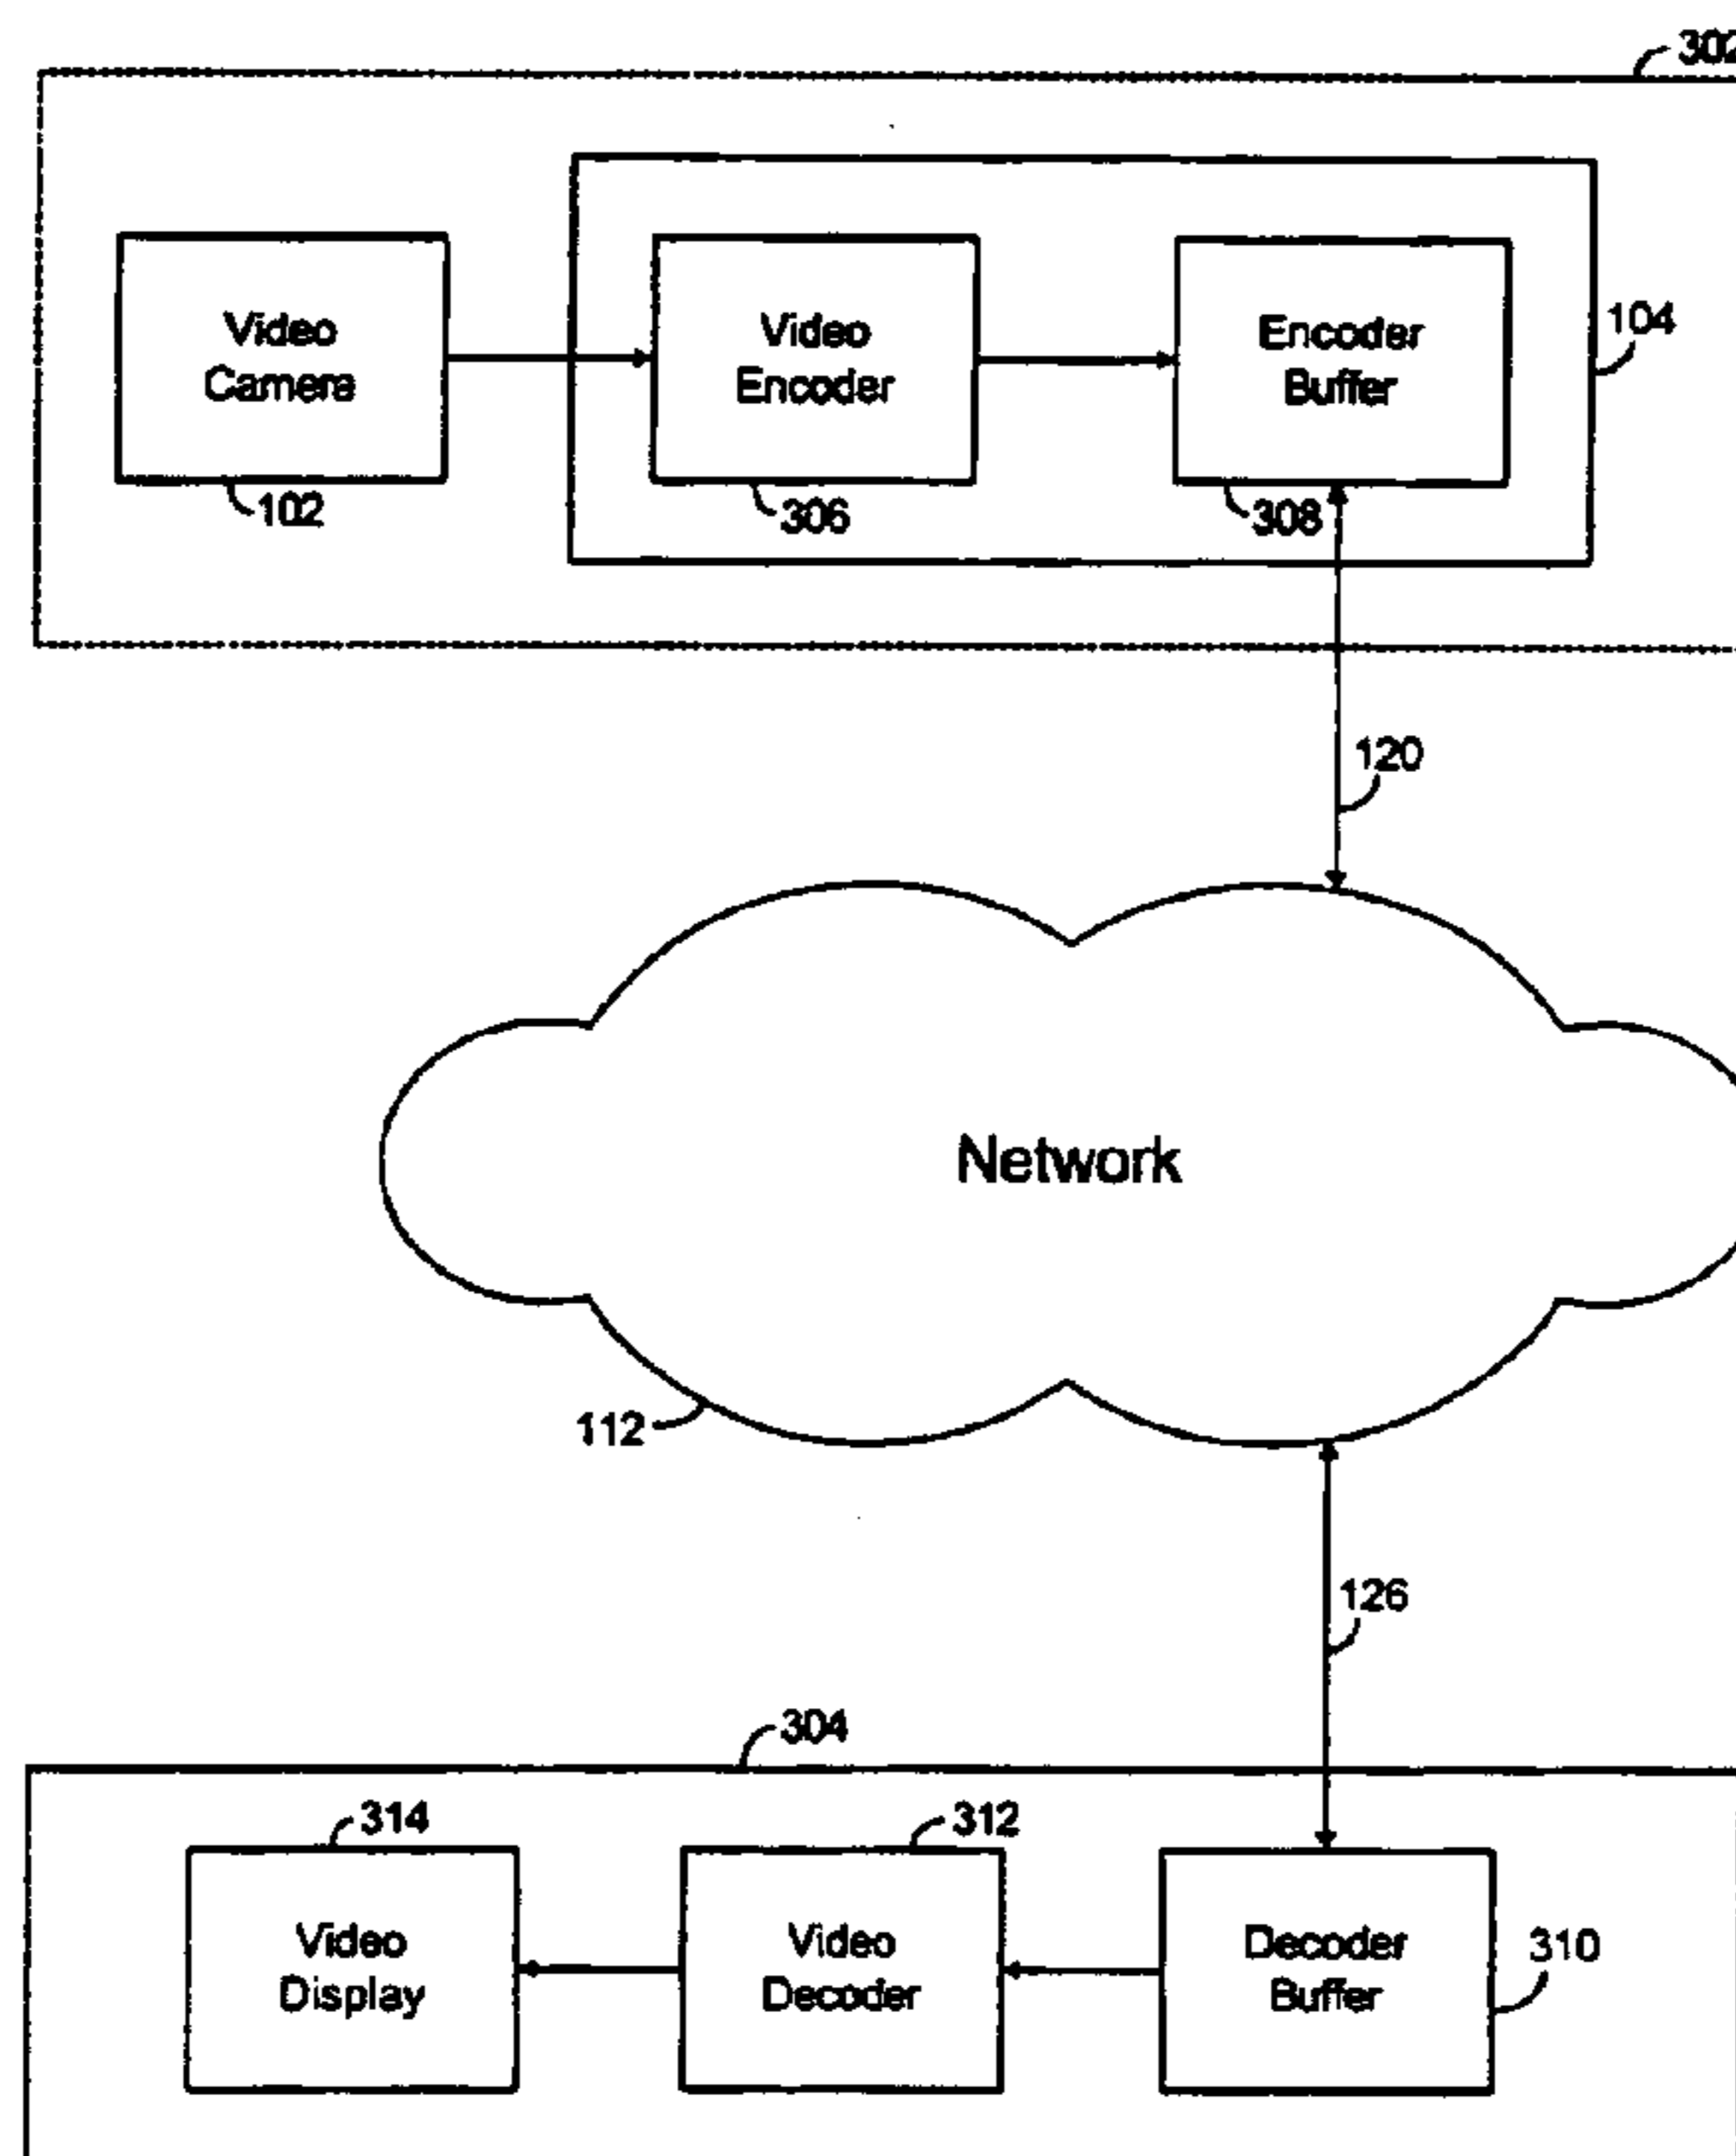 302
Video
Camera
Video
Encoder
Encoder
Buffer
104
102
306
308
120
Network
112
126
304
314
312
Video
Display
Video
Decoder
Decoder
Buffer
310